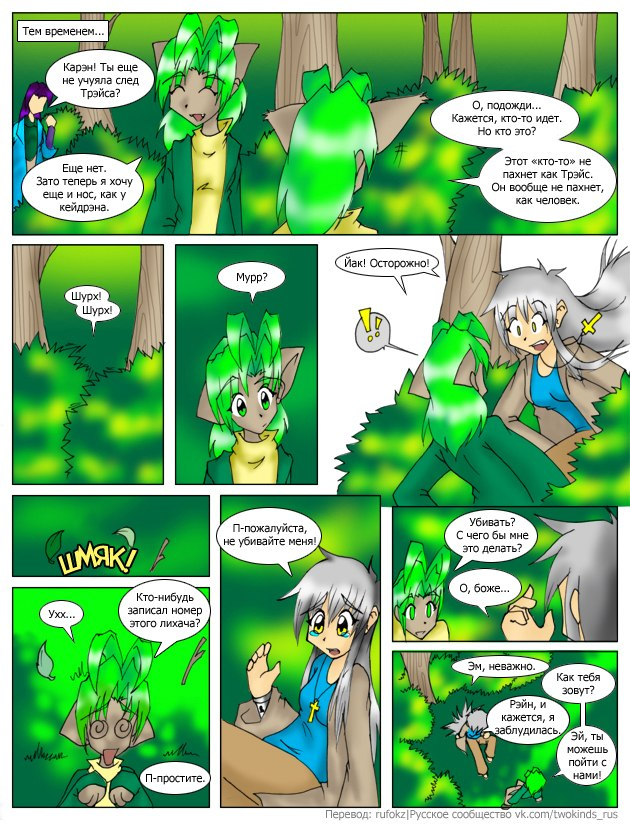 Тем временем...
Карэн! Ты еще
не учуяла след
Трэйса?
Еще нет.
Зато теперь я хочу
еще и нос, как у
кейдрэна.
О, подожди...
Кажется, кто-то идет.
Но кто это?
Этот «кто-то» не
пахнет как Трэйс.
Он вообще не пахнет,
как человек.
Шурх!
Шурх!
Мурр?
Йак! Осторожно!
!!
ШМЯК!
Ухх...
Кто-нибудь
записал номер
этого лихача?
П-простите.
П-пожалуйста,
не убивайте меня!
Убивать?
С чего бы мне
это делать?
О, боже...
Эм, неважно.
Как тебя
зовут?
Рэйн, и
кажется, я
заблудилась.
Эй, ты
можешь
пойти с
нами!
Перевод: rufokz|Русское сообщество vk.com/twokinds_rus